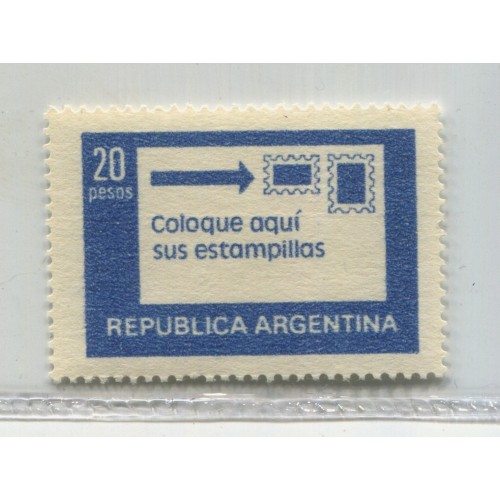 20
pesos
Coloque aquí
sus estampillas
REPUBLICA ARGENTINA